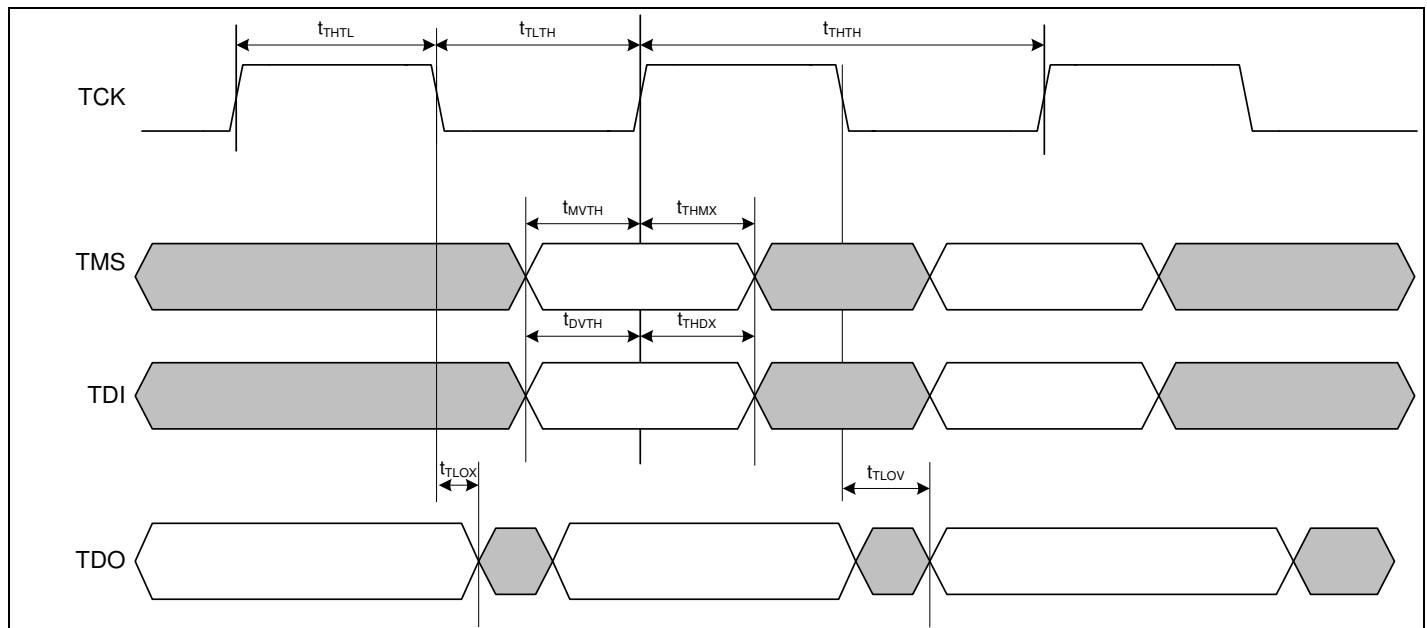 tTHTL tTLTH tTHTH
TCK
tMVTH tTHMX
TMS
tDVTH tTHDX
TDI
tTLOX tTLOV
TDO